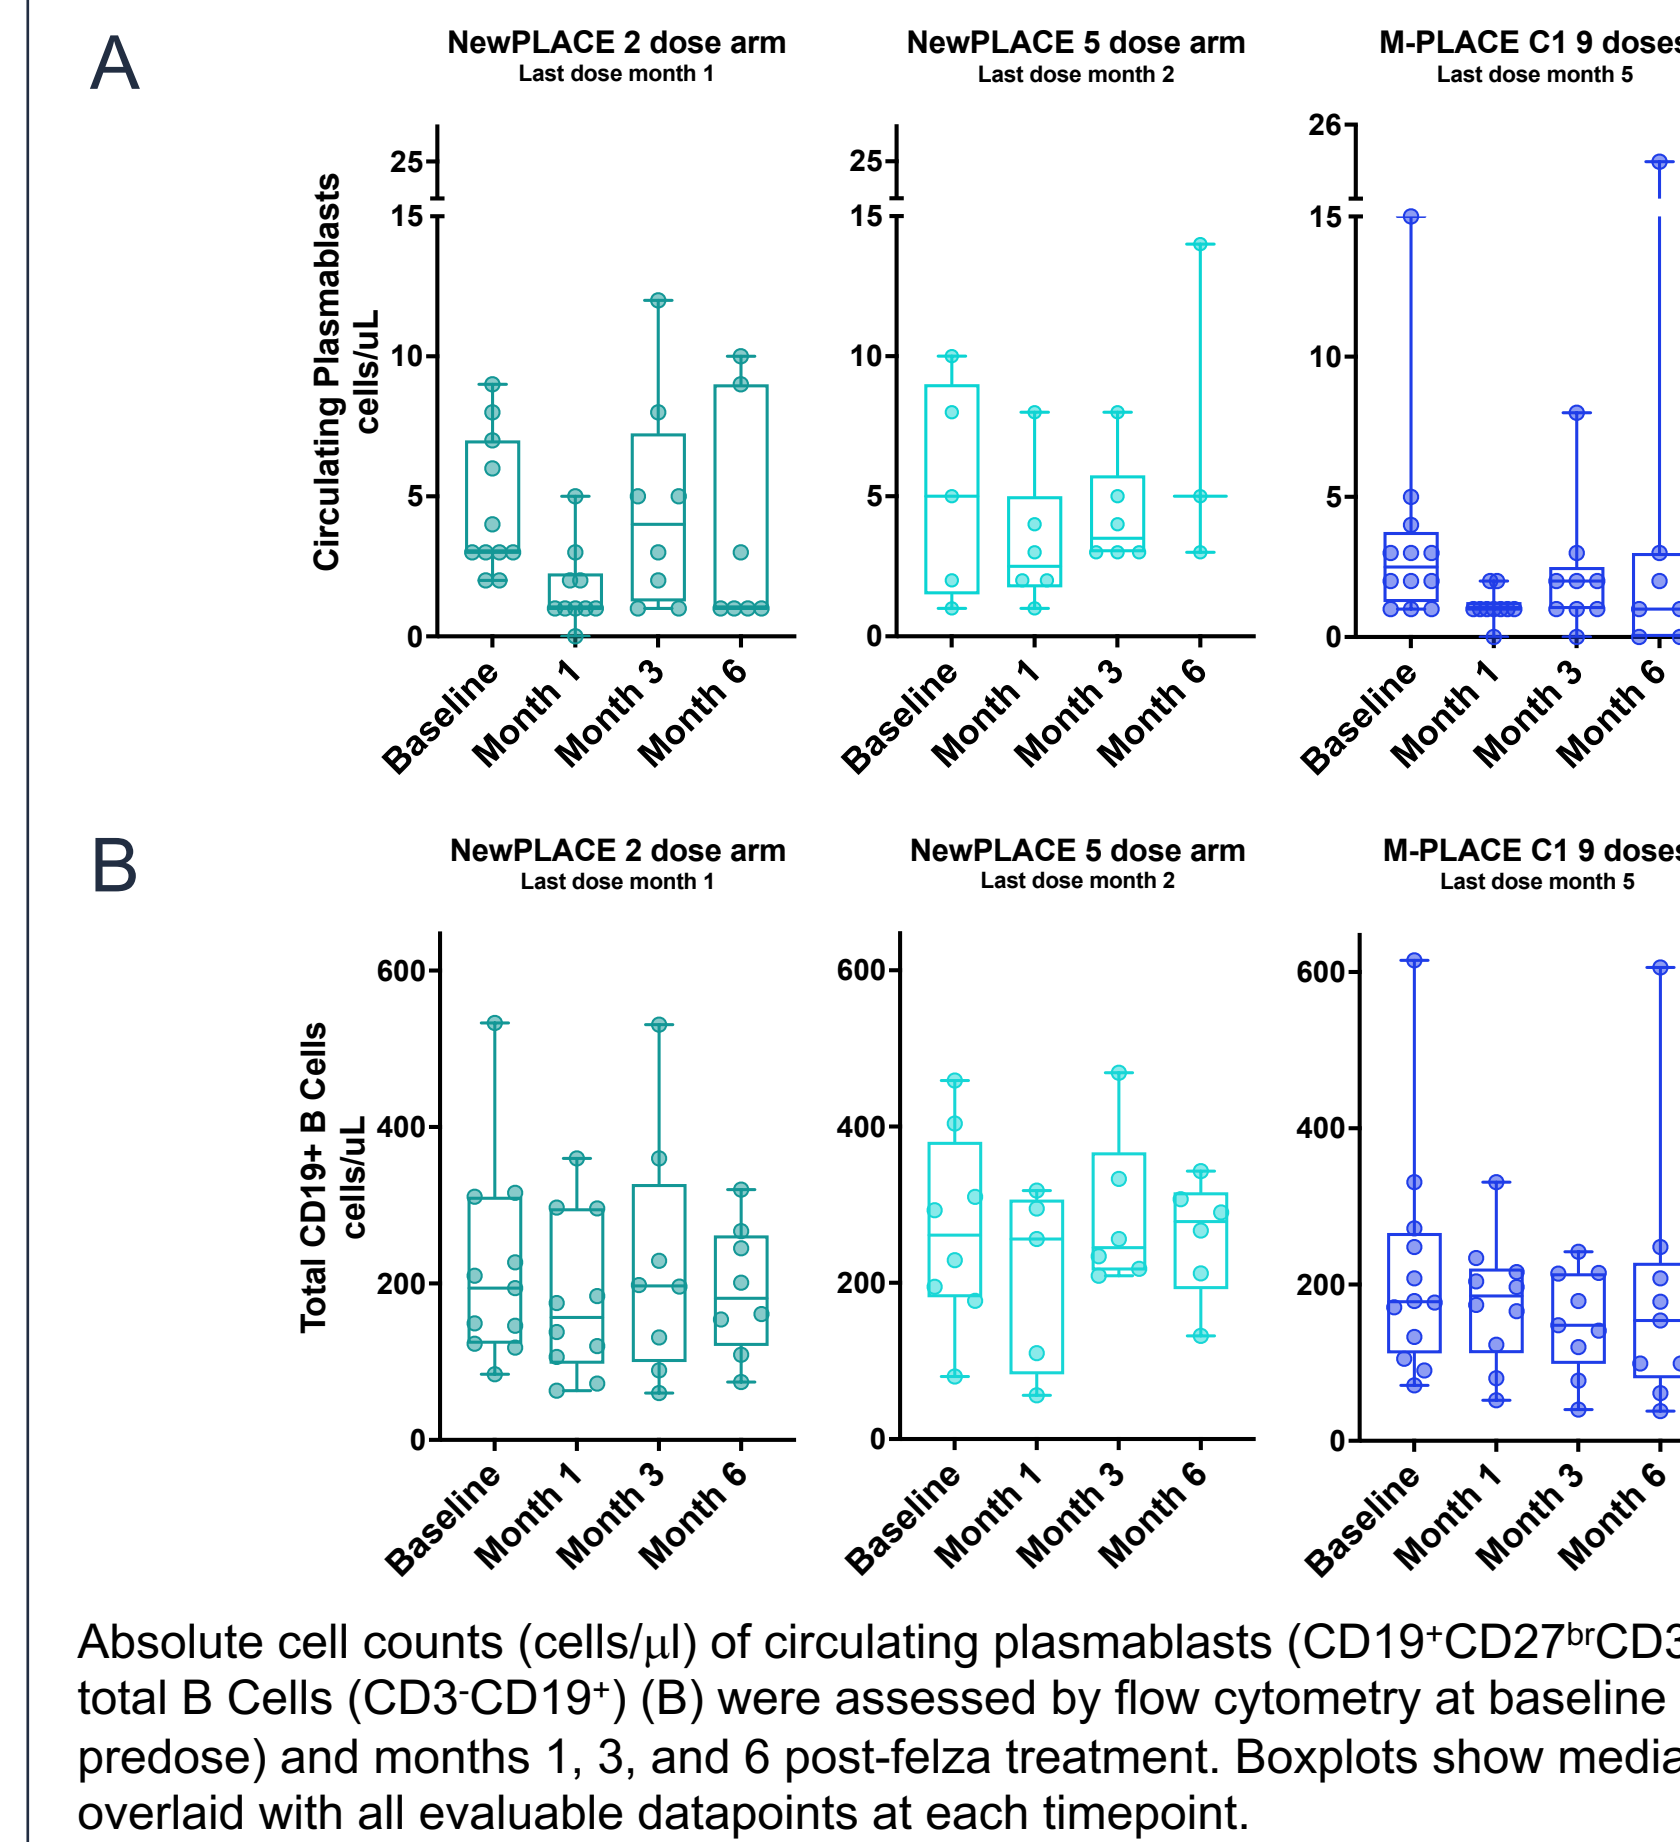 A
NewPLACE 2 dose arm
Last dose month 1
NewPLACE 5 dose arm
Last dose month 2
M-PLACE C1 9 doses
Last dose month 5
Circulating Plasmablasts
cells/uL
25
15
10
5
0
Baseline
Month 1
Month 3
Month 6
25
15
10
5
0
Baseline
Month 1
Month 3
Month 6
26
15
10
5
0
Baseline
Month 1
Month 3
Month 6
B
NewPLACE 2 dose arm
Last dose month 1
NewPLACE 5 dose arm
Last dose month 2
M-PLACE C1 9 doses
Last dose month 5
Total CD19+ B Cells
cells/uL
600
400
200
0
Baseline
Month 1
Month 3
Month 6
600
400
200
0
Baseline
Month 1
Month 3
Month 6
600
400
200
0
Baseline
Month 1
Month 3
Month 6
Absolute cell counts (cells/μl) of circulating plasmablasts (CD19⁺CD27ᵇʳCD3
total B Cells (CD3⁻CD19⁺) (B) were assessed by flow cytometry at baseline
predose) and months 1, 3, and 6 post-felza treatment. Boxplots show media
overlaid with all evaluable datapoints at each timepoint.